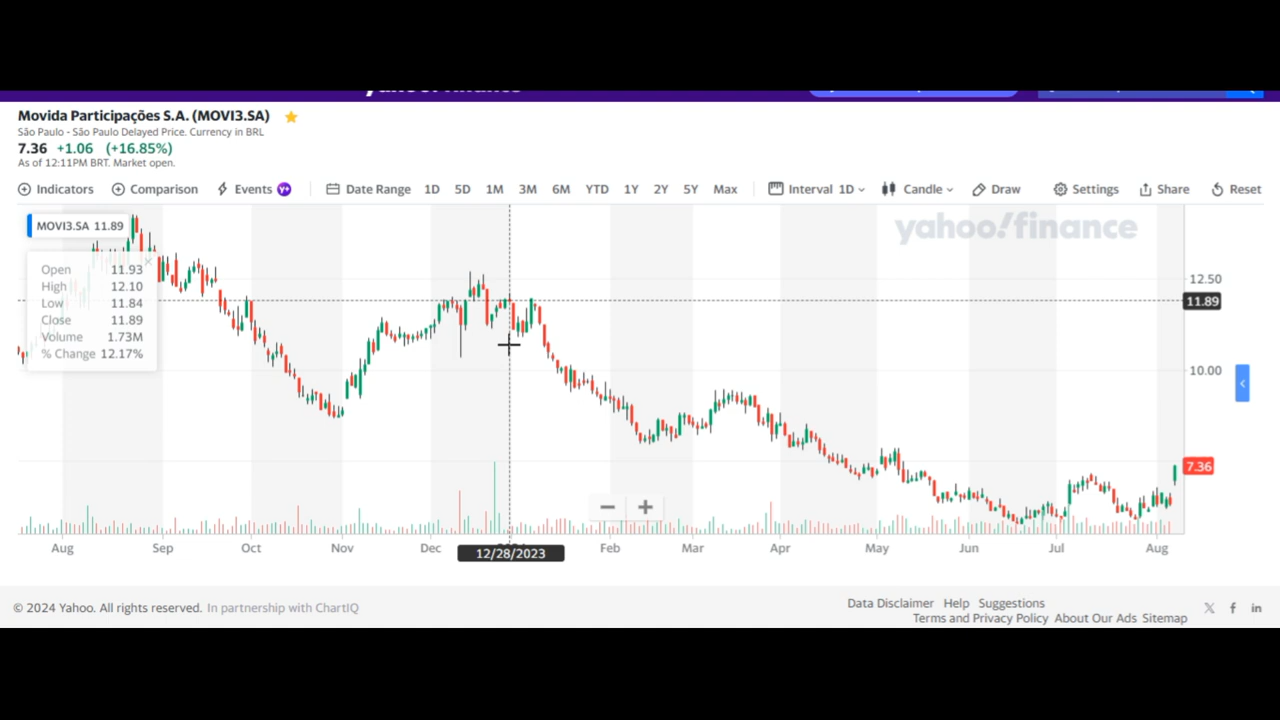 Movida Participações S.A. (MOVI3.SA)
São Paulo - São Paulo Delayed Price. Currency in BRL
7.36 +1.06 (+16.85%)
As of 12:11PM BRT. Market open.
Indicators Comparison Events Y+ Date Range 1D 5D 1M 3M 6M YTD 1Y 2Y 5Y Max Interval 1D Candle Draw Settings Share Reset
MOVI3.SA 11.89
yahoo!finance
Open 11.93
High 12.10
Low 11.84
Close 11.89
Volume 1.73M
% Change 12.17%
12.50
11.89
10.00
7.36
Aug Sep Oct Nov Dec Feb Mar Apr May Jun Jul Aug
12/28/2023
© 2024 Yahoo. All rights reserved. In partnership with ChartIQ
Data Disclaimer Help Suggestions
Terms and Privacy Policy About Our Ads Sitemap